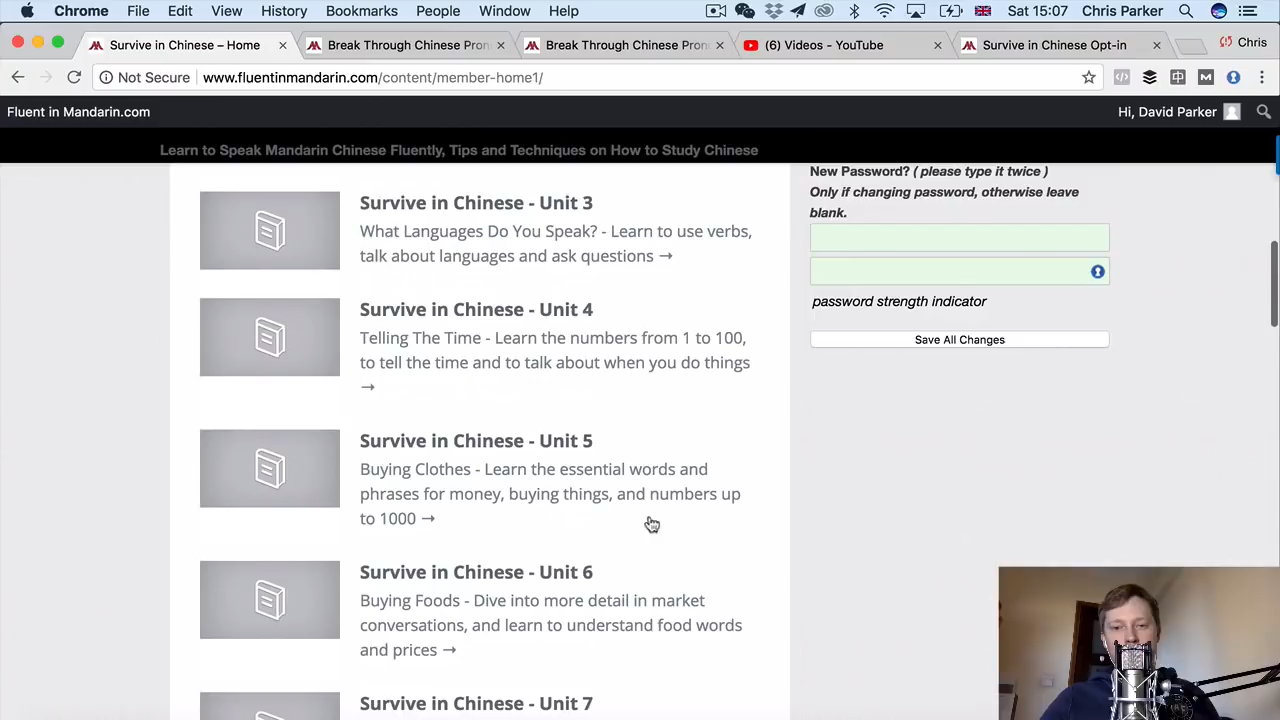 Chrome File Edit View History Bookmarks People Window Help Sat 15:07 Chris Parker
Survive in Chinese – Home
Break Through Chinese Pron
Break Through Chinese Pron
(6) Videos - YouTube
Survive in Chinese Opt-in
Chris
Not Secure www.fluentinmandarin.com/content/member-home1/
Fluent in Mandarin.com
Hi, David Parker
Learn to Speak Mandarin Chinese Fluently, Tips and Techniques on How to Study Chinese
Survive in Chinese - Unit 3
What Languages Do You Speak? - Learn to use verbs,
talk about languages and ask questions →
Survive in Chinese - Unit 4
Telling The Time - Learn the numbers from 1 to 100,
to tell the time and to talk about when you do things
→
Survive in Chinese - Unit 5
Buying Clothes - Learn the essential words and
phrases for money, buying things, and numbers up
to 1000 →
Survive in Chinese - Unit 6
Buying Foods - Dive into more detail in market
conversations, and learn to understand food words
and prices →
Survive in Chinese - Unit 7
New Password? ( please type it twice )
Only if changing password, otherwise leave
blank.
password strength indicator
Save All Changes